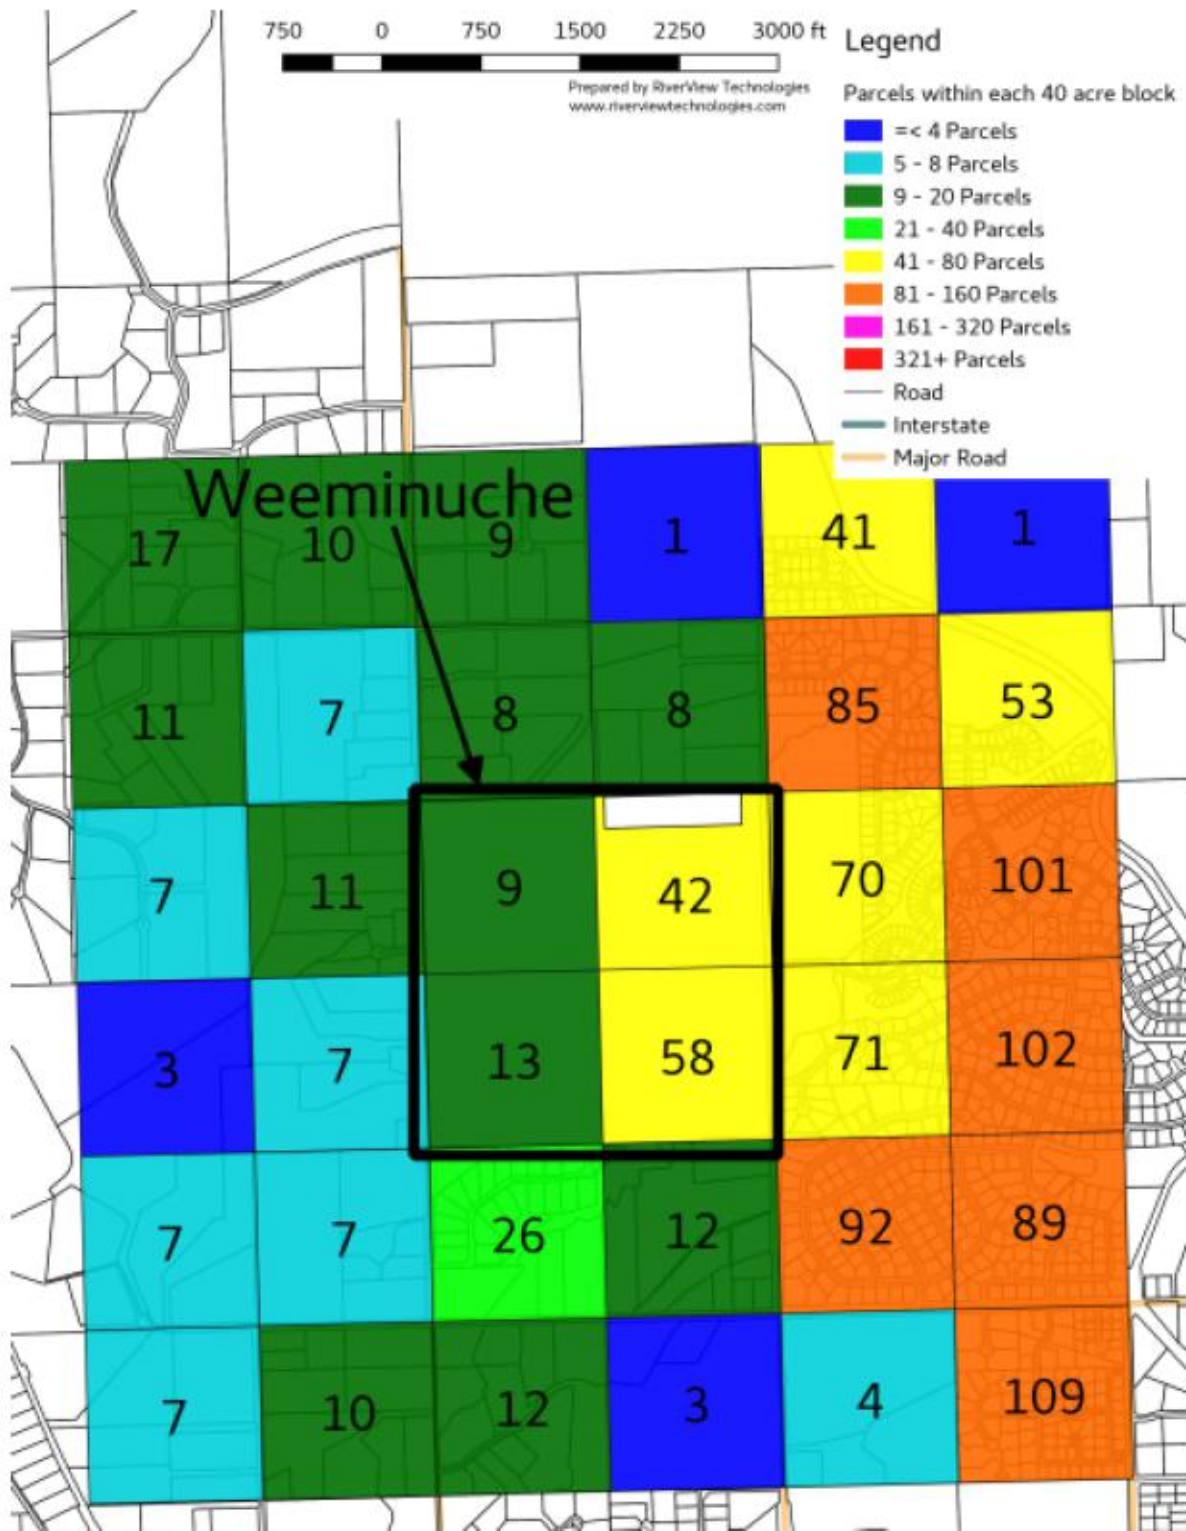 750 0 750 1500 2250 3000 ft
Prepared by RiverView Technologies
www.riverviewtechnologies.com
Legend
Parcels within each 40 acre block
=< 4 Parcels
5 - 8 Parcels
9 - 20 Parcels
21 - 40 Parcels
41 - 80 Parcels
81 - 160 Parcels
161 - 320 Parcels
321+ Parcels
Road
Interstate
Major Road
Weeminuche
17 10 9 1 41 1
11 7 8 8 85 53
7 11 9 42 70 101
3 7 13 58 71 102
7 7 26 12 92 89
7 10 12 3 4 109